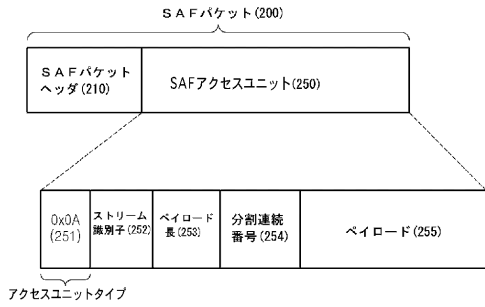 ＳＡＦパケット(200)
ＳＡＦパケット
ヘッダ(210)
SAFアクセスユニット(250)
0x0A
(251)
ストリーム
識別子(252)
ペイロード
長(253)
分割連続
番号(254)
ペイロード(255)
アクセスユニットタイプ